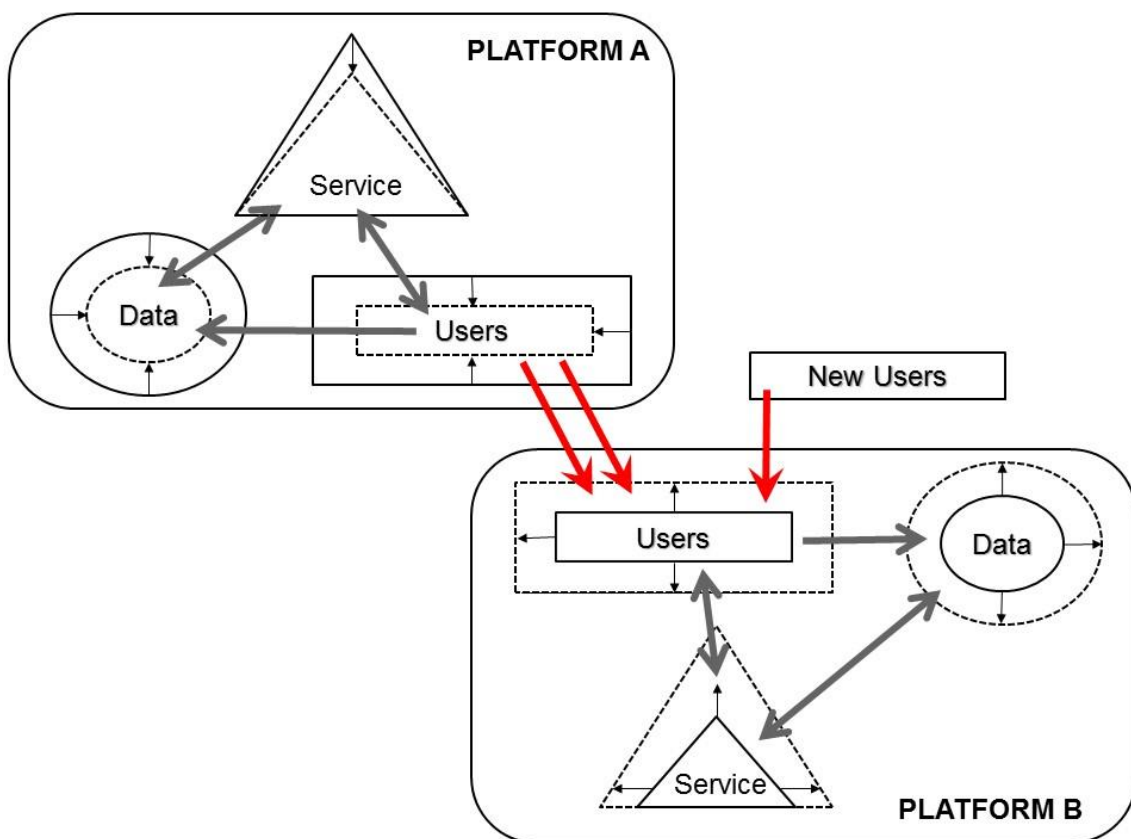 PLATFORM A
Service
Data
Users
New Users
Users
Data
Service
PLATFORM B